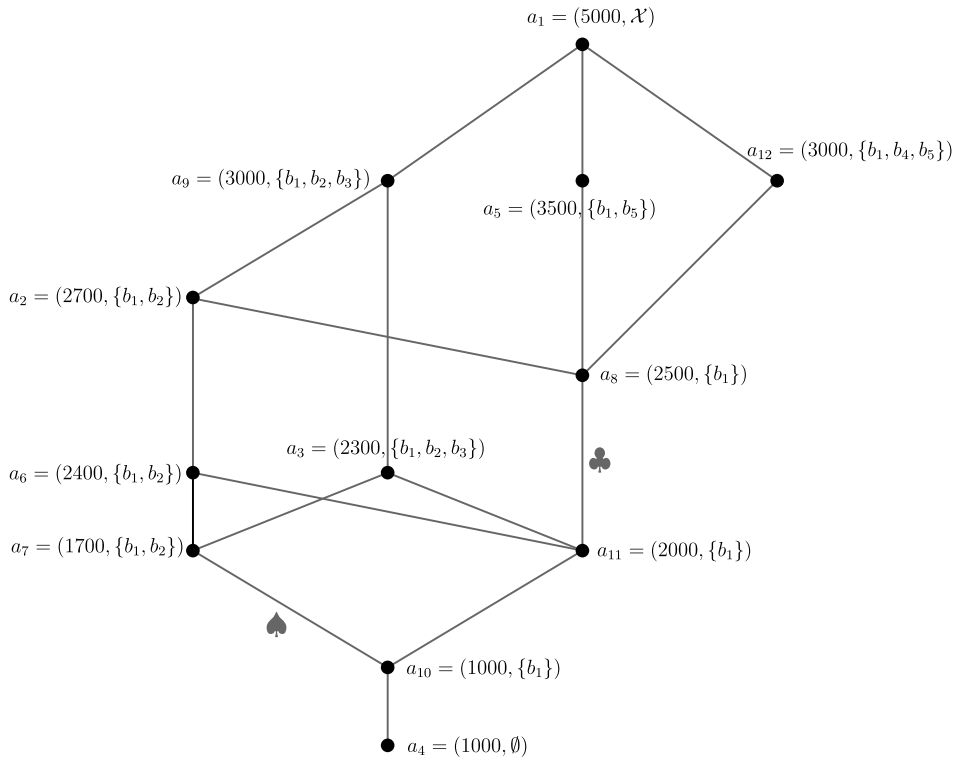 a₁ = (5000, 𝒳)
a₁₂ = (3000, {b₁, b₄, b₅})
a₉ = (3000, {b₁, b₂, b₃})
a₅ = (3500, {b₁, b₅})
a₂ = (2700, {b₁, b₂})
a₈ = (2500, {b₁})
a₃ = (2300, {b₁, b₂, b₃})
♣
a₆ = (2400, {b₁, b₂})
a₇ = (1700, {b₁, b₂})
a₁₁ = (2000, {b₁})
♠
a₁₀ = (1000, {b₁})
a₄ = (1000, ∅)